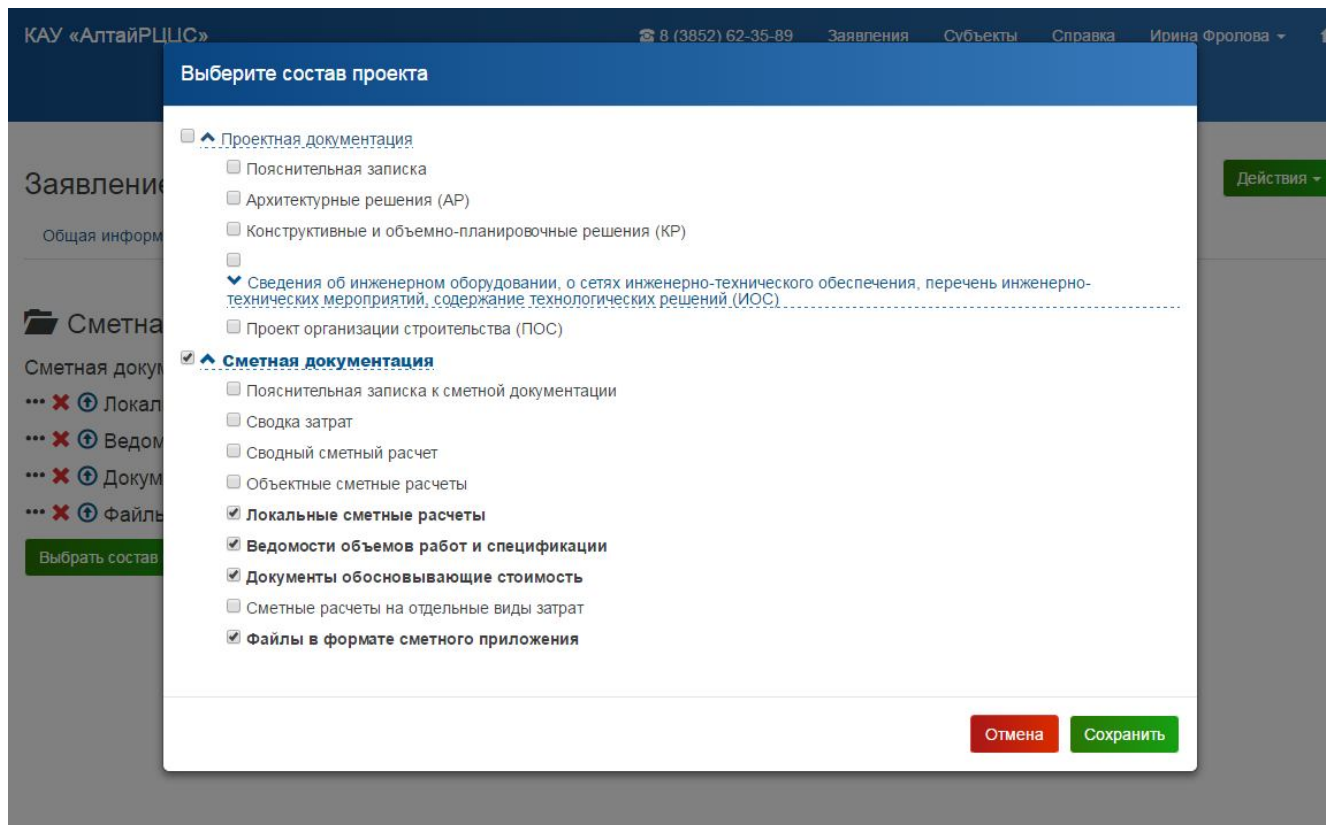 КАУ «АлтайРЦЦС» 8 (3852) 62-35-89 Заявления Субъекты Справка Ирина Фролова
Выберите состав проекта
Проектная документация
Пояснительная записка
Заявление Действия
Архитектурные решения (АР)
Общая информ Конструктивные и объемно-планировочные решения (КР)
Сведения об инженерном оборудовании, о сетях инженерно-технического обеспечения, перечень инженерно-
технических мероприятий, содержание технологических решений (ИОС)
Сметна Проект организации строительства (ПОС)
Сметная докум Сметная документация
Пояснительная записка к сметной документации
Локал
Сводка затрат
Ведом Сводный сметный расчет
Докум Объектные сметные расчеты
Файлы Локальные сметные расчеты
Ведомости объемов работ и спецификации
Выбрать состав
Документы обосновывающие стоимость
Сметные расчеты на отдельные виды затрат
Файлы в формате сметного приложения
Отмена Сохранить